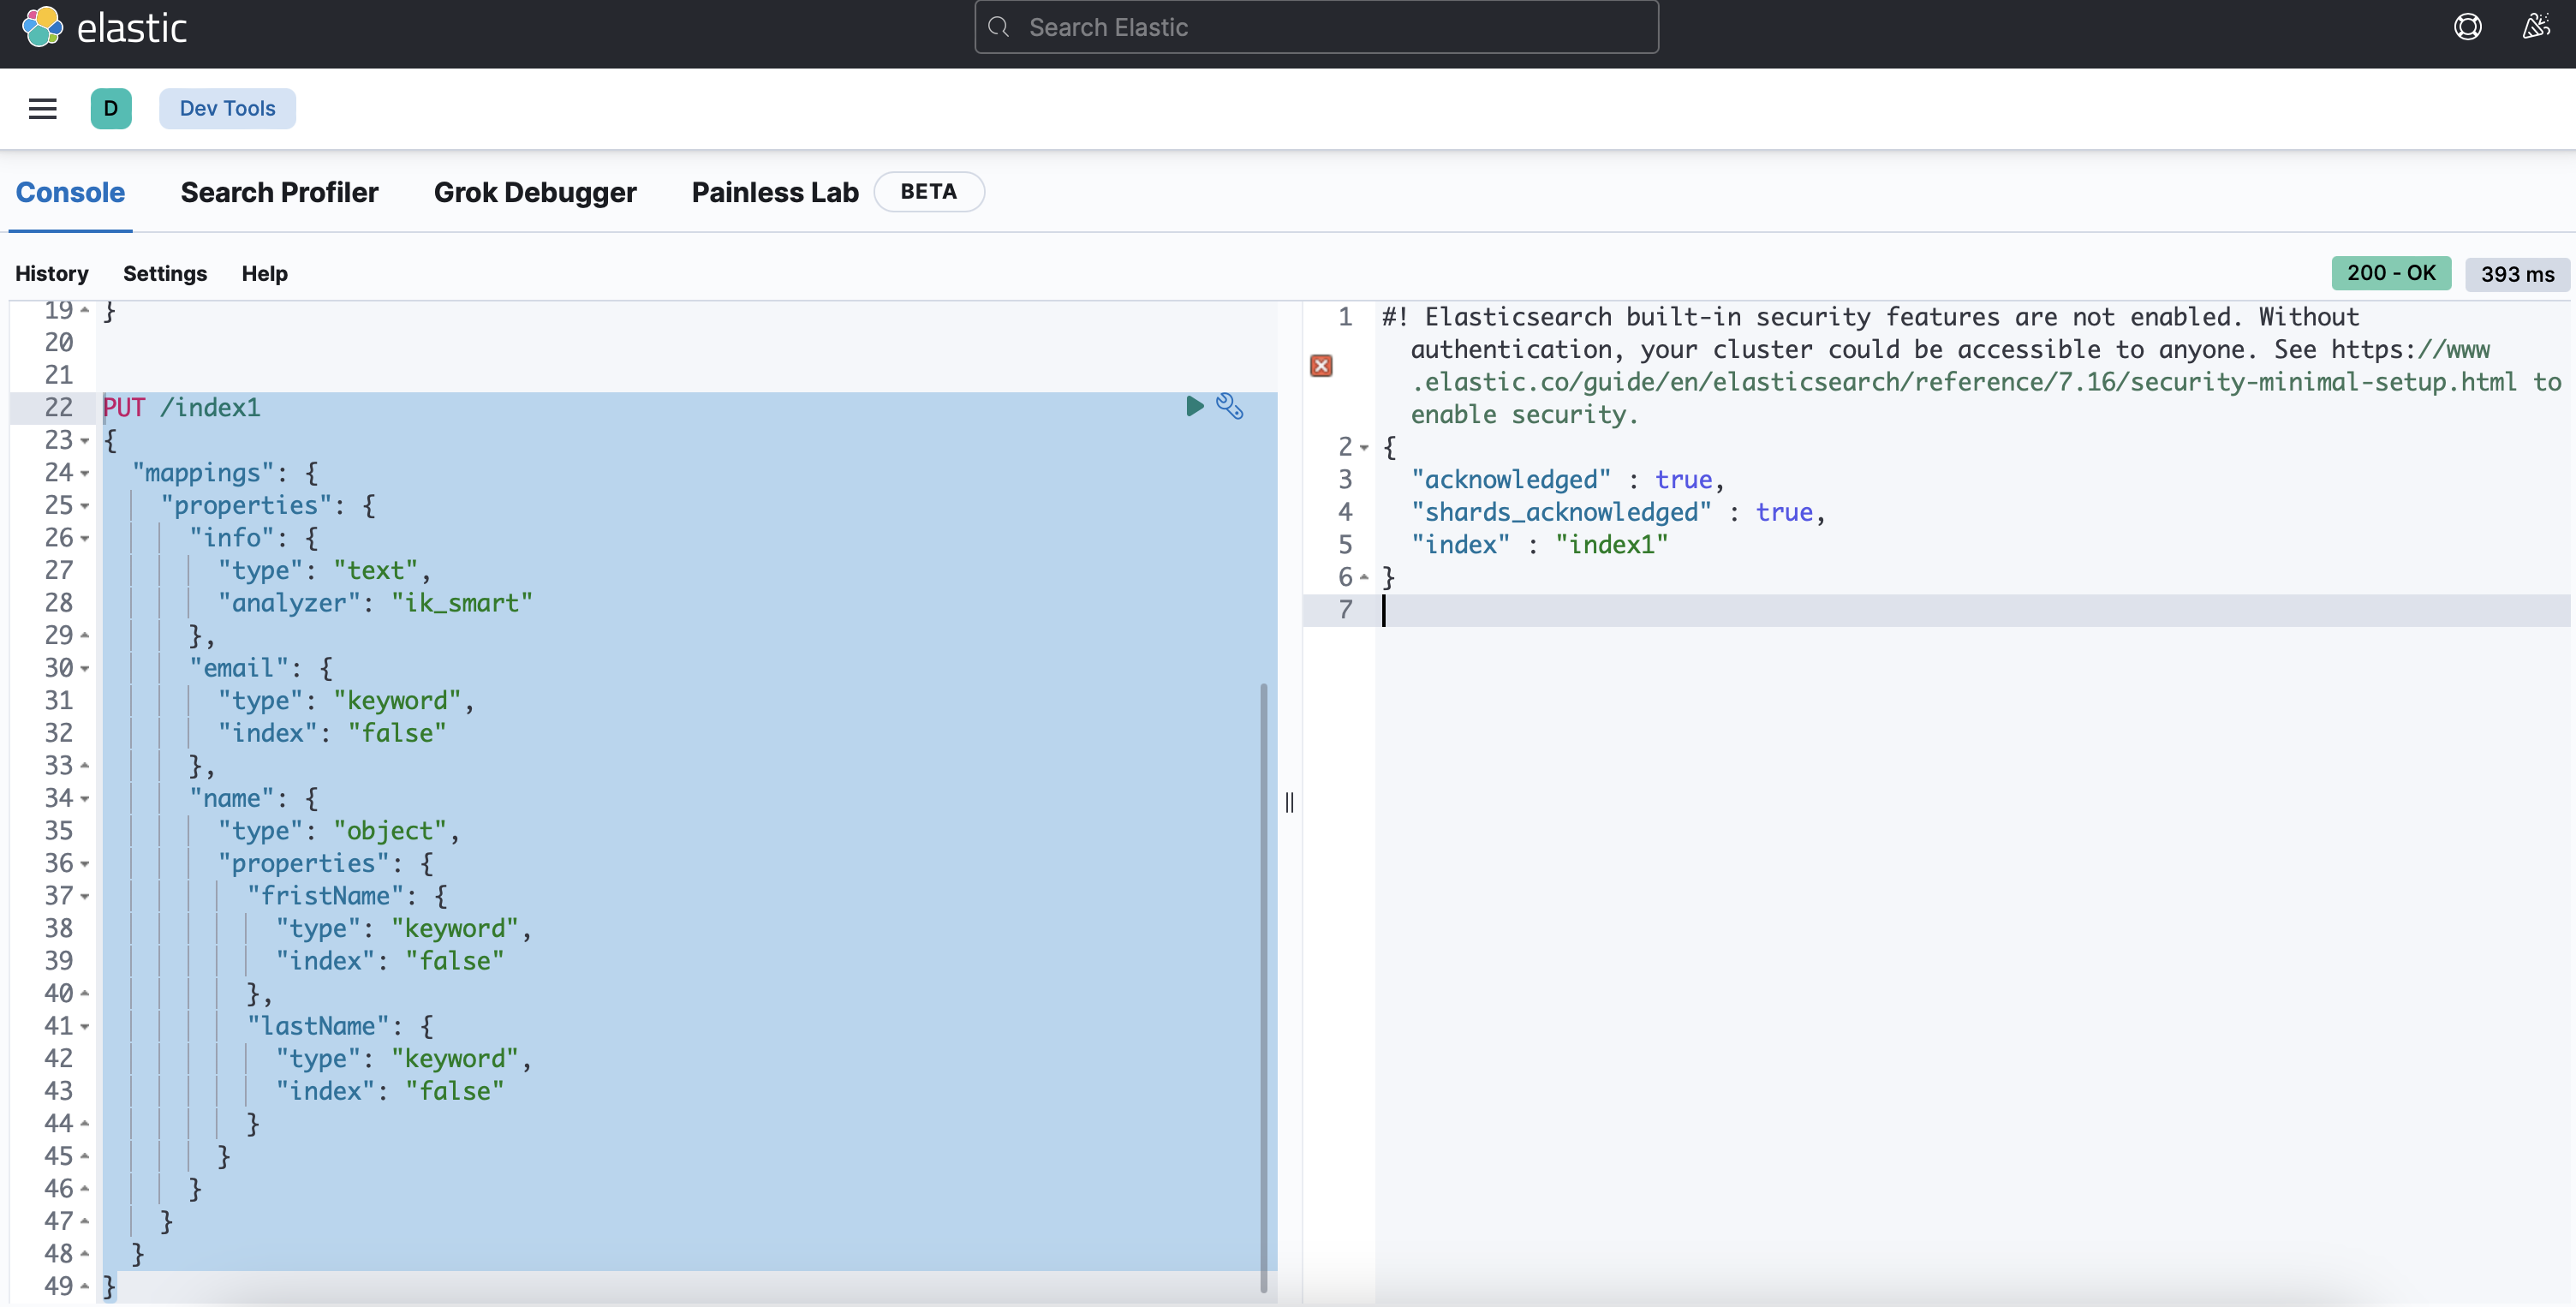 elastic
Search Elastic
D
Dev Tools
Console
Search Profiler
Grok Debugger
Painless Lab
BETA
History
Settings
Help
200 - OK
393 ms
19 }
20
21
22 PUT /index1
23 {
24 "mappings": {
25 "properties": {
26 "info": {
27 "type": "text",
28 "analyzer": "ik_smart"
29 },
30 "email": {
31 "type": "keyword",
32 "index": "false"
33 },
34 "name": {
35 "type": "object",
36 "properties": {
37 "fristName": {
38 "type": "keyword",
39 "index": "false"
40 },
41 "lastName": {
42 "type": "keyword",
43 "index": "false"
44 }
45 }
46 }
47 }
48 }
49 }
1 #! Elasticsearch built-in security features are not enabled. Without
authentication, your cluster could be accessible to anyone. See https://www
.elastic.co/guide/en/elasticsearch/reference/7.16/security-minimal-setup.html to
enable security.
2 {
3 "acknowledged" : true,
4 "shards_acknowledged" : true,
5 "index" : "index1"
6 }
7